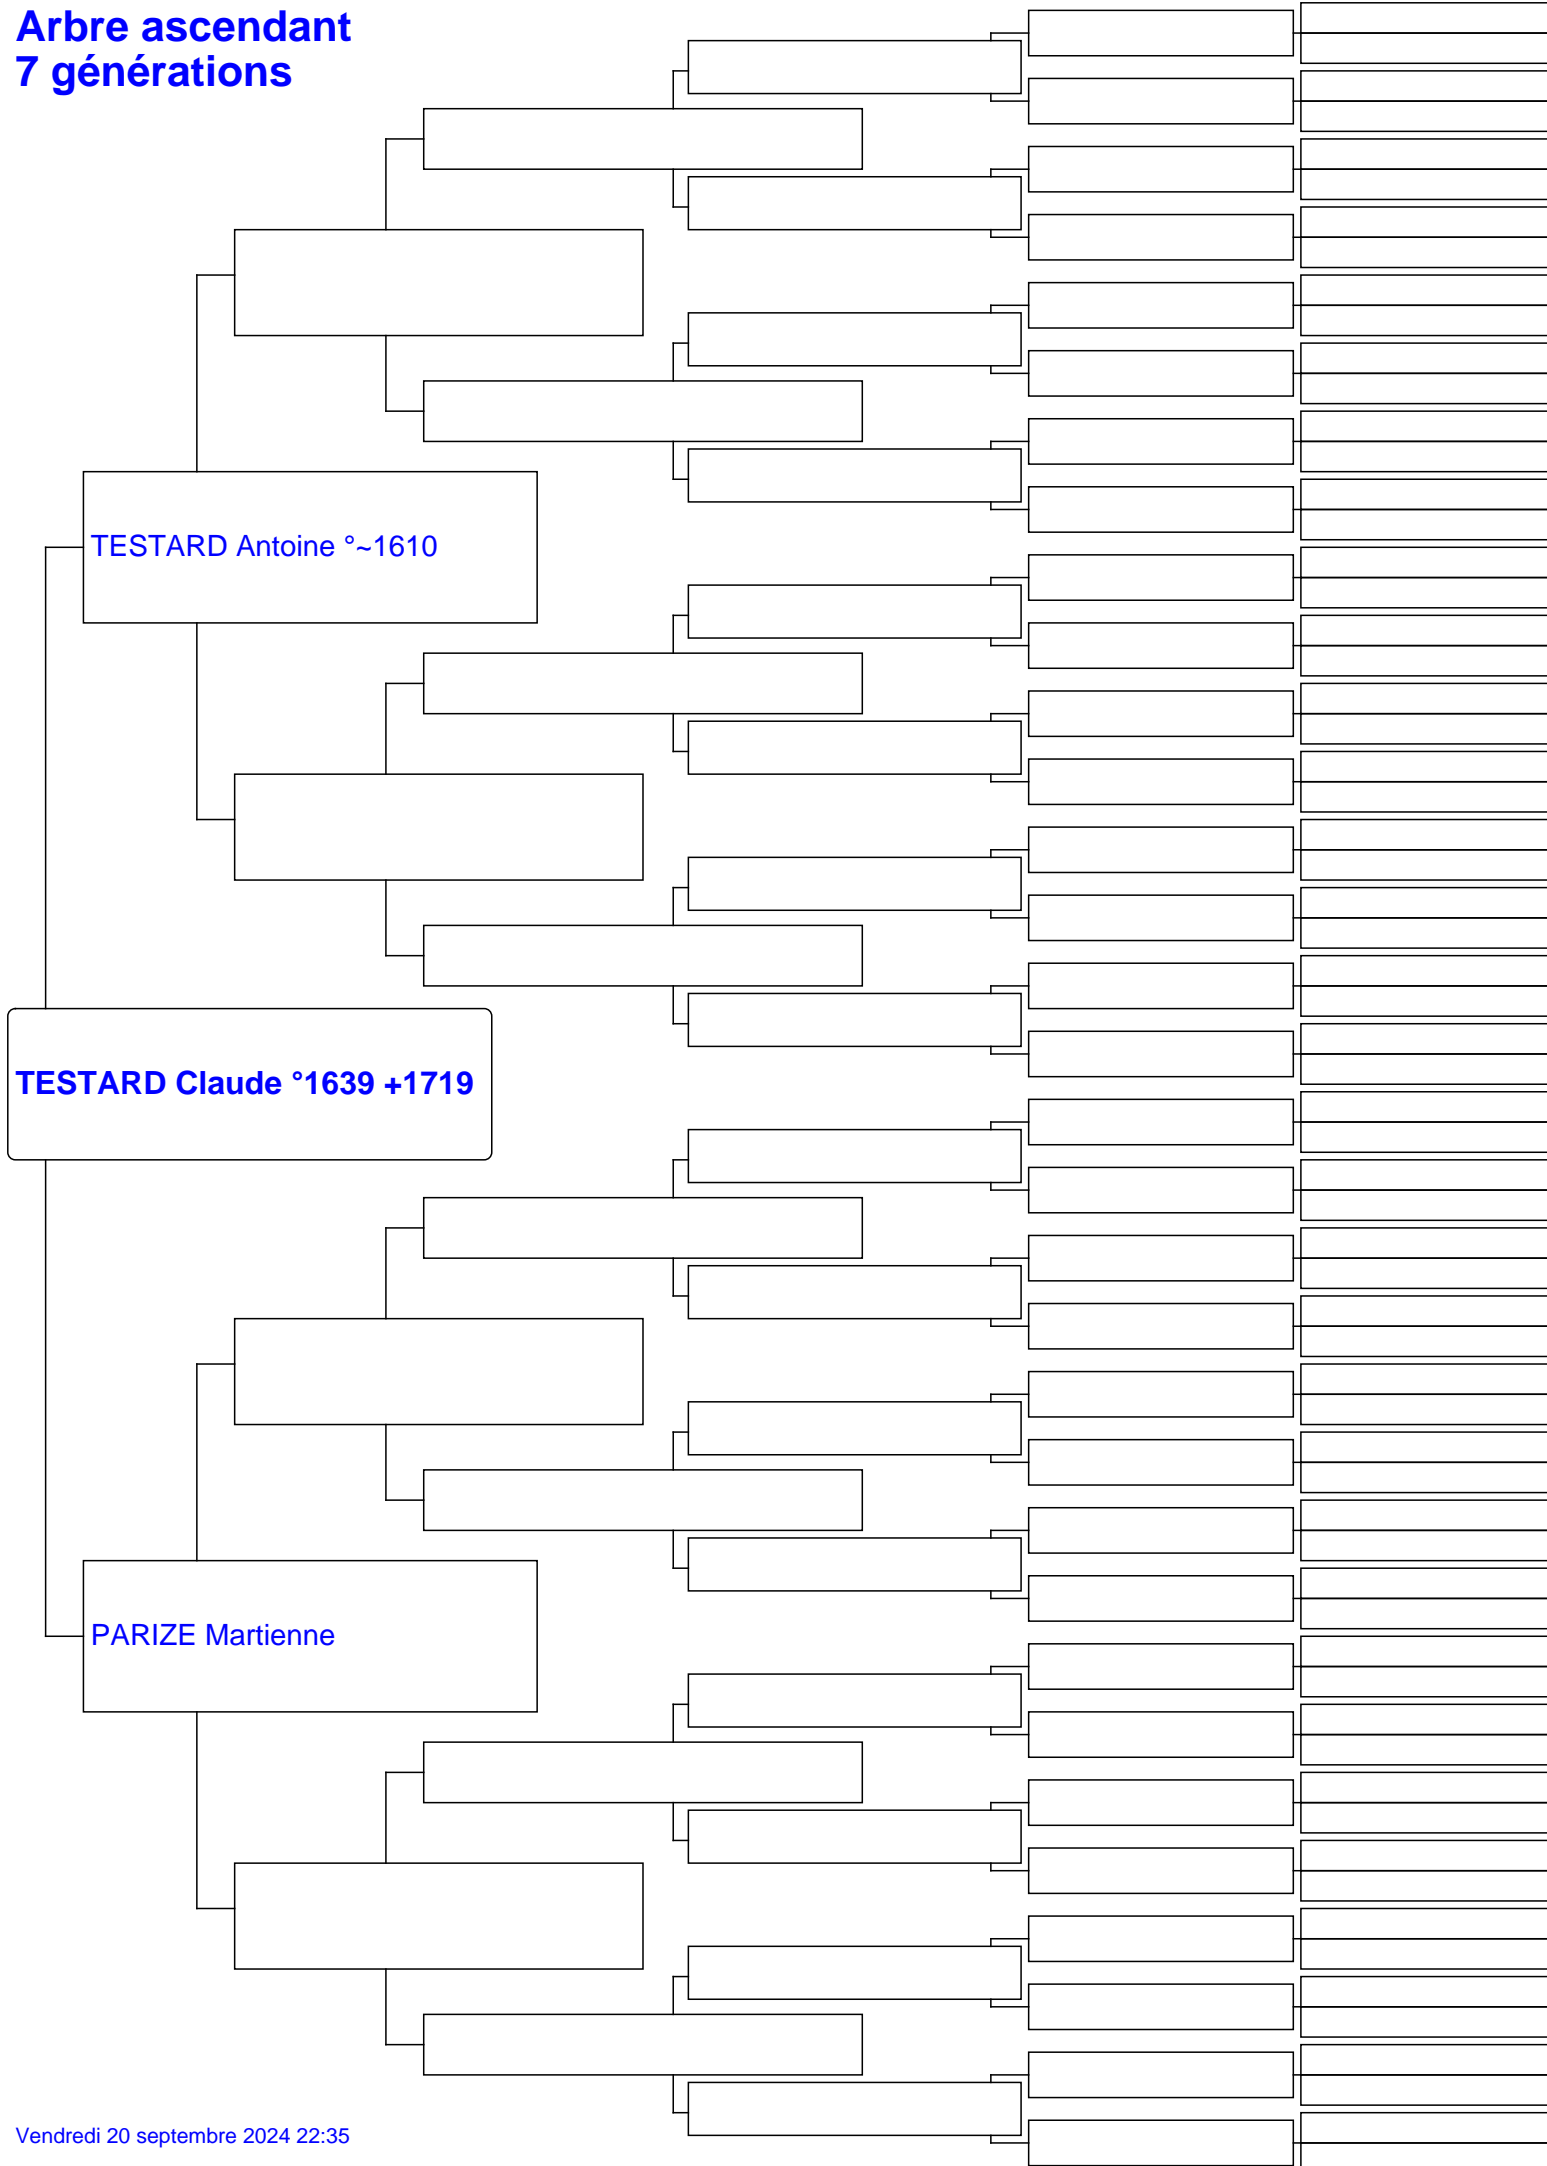 Arbre ascendant
7 générations
TESTARD Antoine °~1610
TESTARD Claude °1639 +1719
PARIZE Martienne
Vendredi 20 septembre 2024 22:35